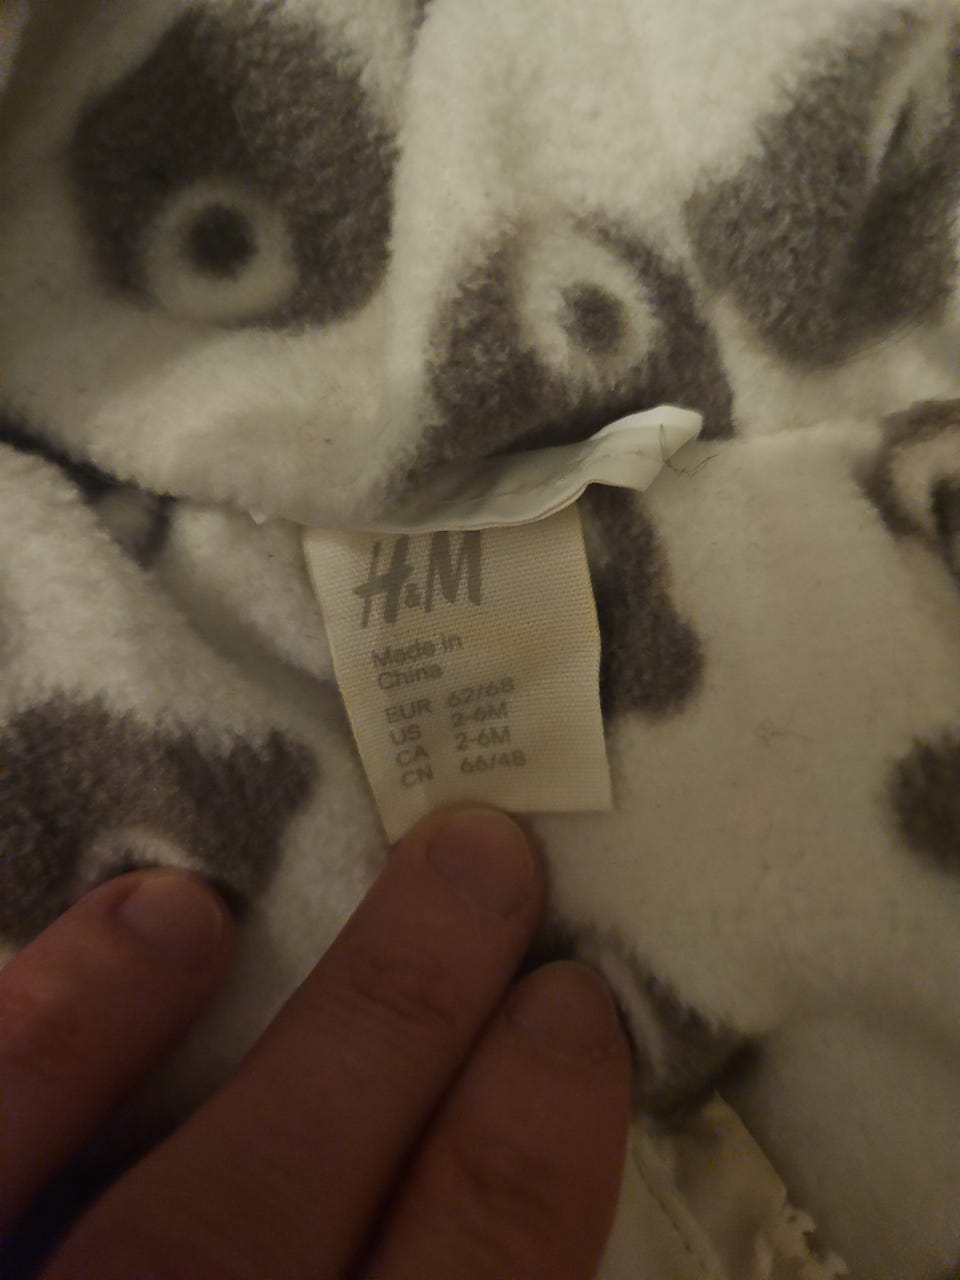 H&M
Made in
China
EUR 62/68
US 2-6M
CA 2-6M
CN 66/48